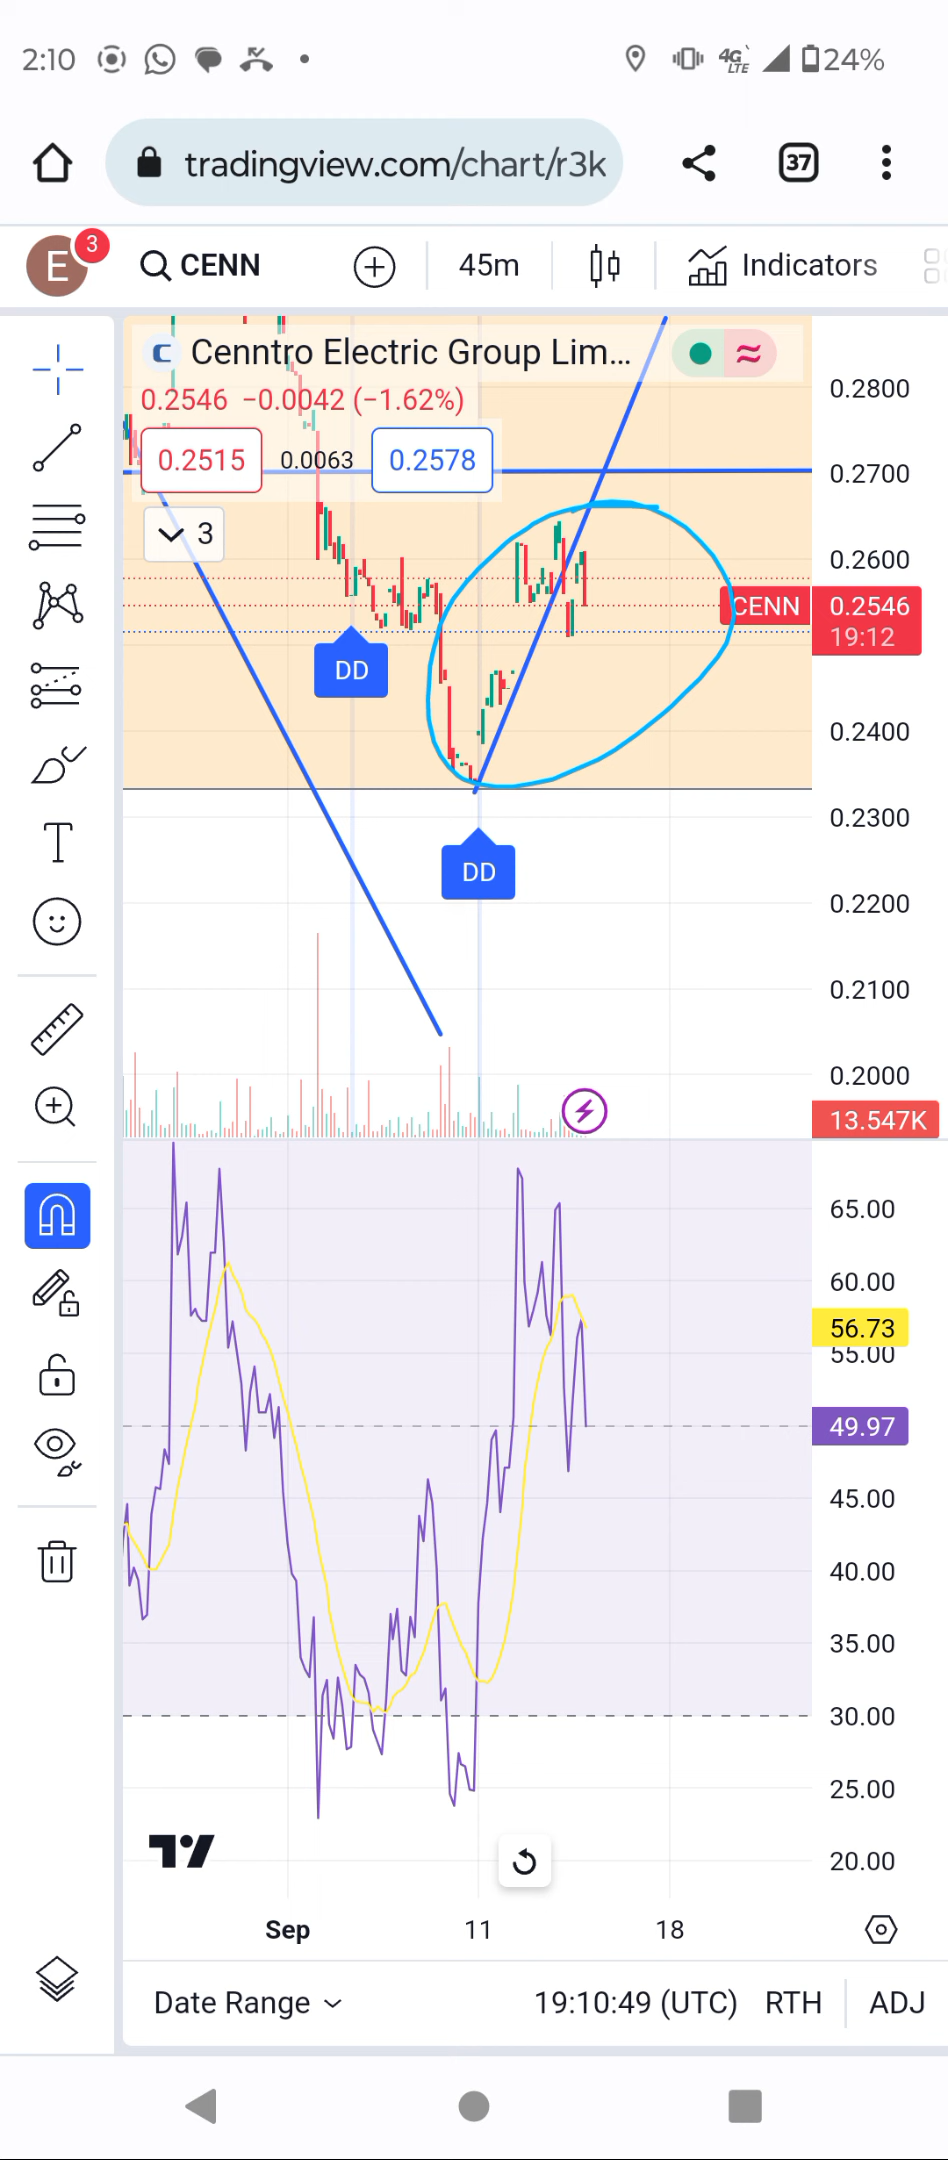 2:10 4G LTE 24%
tradingview.com/chart/r3k 37
E 3 CENN 45m Indicators
C Cenntro Electric Group Lim...
0.2546 −0.0042 (−1.62%)
0.2515 0.0063 0.2578
3
0.2800
0.2700
0.2600
CENN 0.2546
19:12
DD
0.2400
0.2300
DD
0.2200
0.2100
0.2000
13.547K
65.00
60.00
56.73
55.00
49.97
45.00
40.00
35.00
30.00
25.00
20.00
Sep 11 18
Date Range 19:10:49 (UTC) RTH ADJ